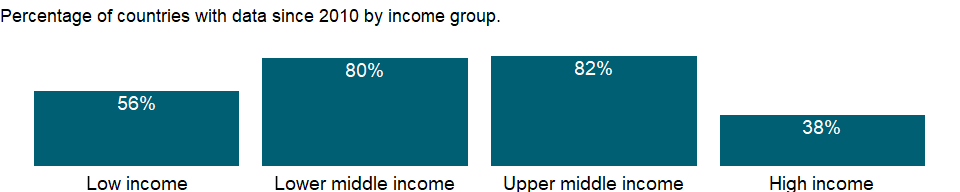 Percentage of countries with data since 2010 by income group.
56%
80%
82%
38%
Low income
Lower middle income
Upper middle income
High income